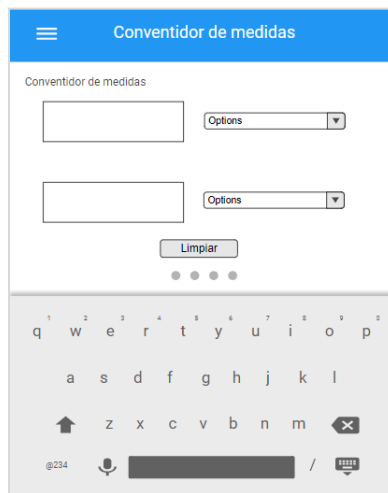 Conventidor de medidas
Conventidor de medidas
Options
Options
Limpiar
1 2 3 4 5 6 7 8 9 0
q w e r t y u i o p
a s d f g h j k l
z x c v b n m
@234 /